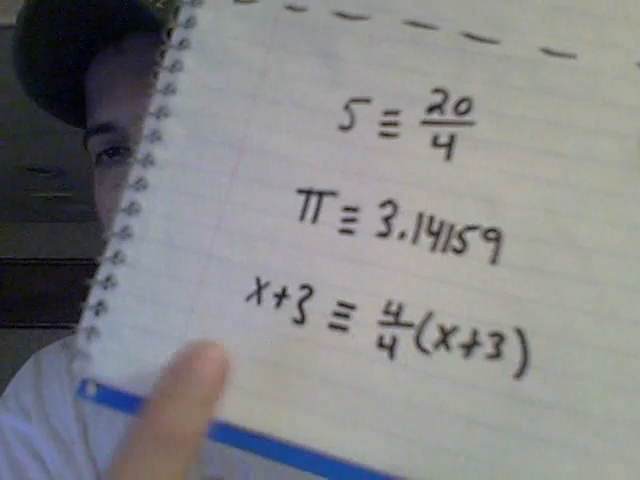 5 ≡ 20/4
π ≡ 3.14159
x+3 ≡ 4/4(x+3)